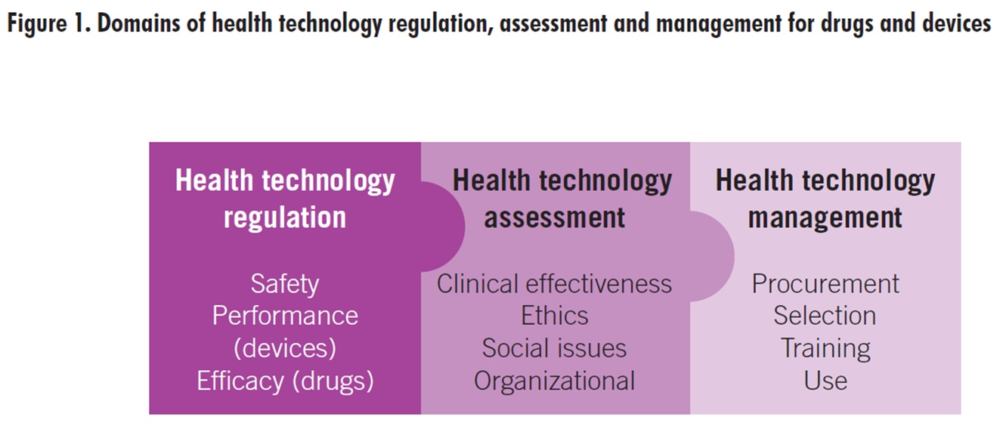 Figure 1. Domains of health technology regulation, assessment and management for drugs and devices
Health technology
regulation
Safety
Performance
(devices)
Efficacy (drugs)
Health technology
assessment
Clinical effectiveness
Ethics
Social issues
Organizational
Health technology
management
Procurement
Selection
Training
Use